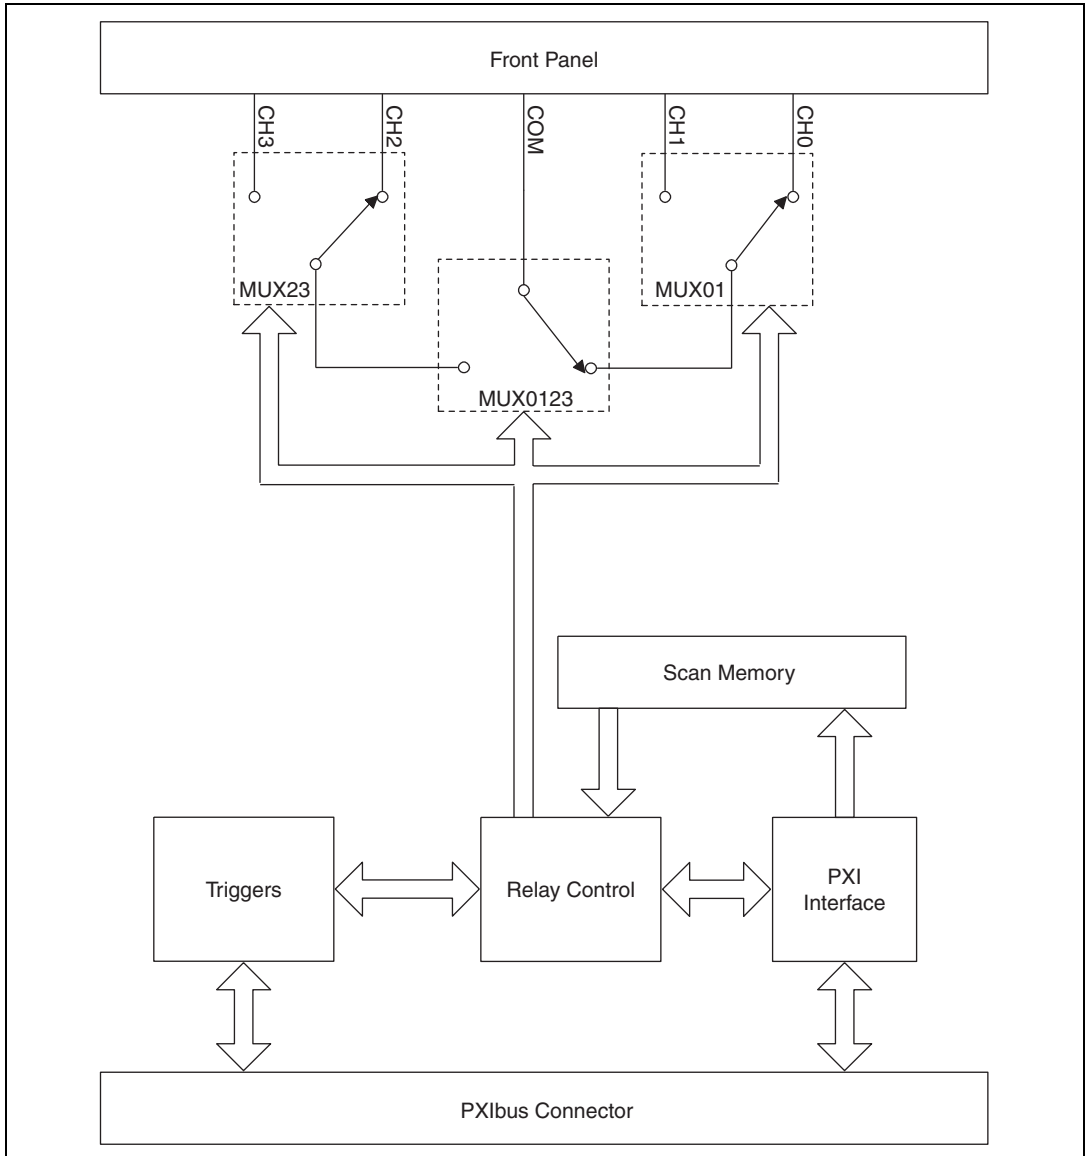 Front Panel
CH3
CH2
COM
CH1
CH0
MUX23
MUX01
MUX0123
Scan Memory
Triggers
Relay Control
PXI
Interface
PXIbus Connector